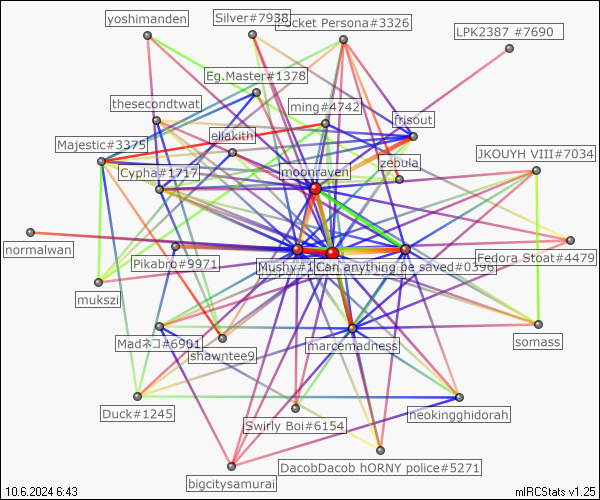 yoshimanden
Silver#7938
Pocket Persona#3326
LPK2387 #7690
Eg.Master#1378
thesecondtwat
ming#4742
frisout
eliakith
Majestic#3375
JKOUYH VIII#7034
Cypha#1717
moonraven
zebula
normalwan
Fedora Stoat#4479
Pikabro#9971
Mushy#1
Can anything be saved#0396
mukszi
somass
Madネコ#6901
marcemadness
shawntee9
Duck#1245
neokingghidorah
Swirly Boi#6154
DacobDacob hORNY police#5271
bigcitysamurai
10.6.2024 6:43
mIRCStats v1.25